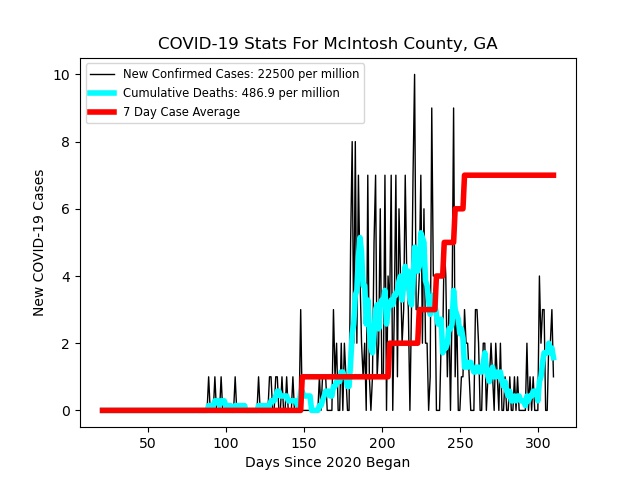 COVID-19 Stats For McIntosh County, GA
New Confirmed Cases: 22500 per million
Cumulative Deaths: 486.9 per million
7 Day Case Average
10
8
6
4
2
0
New COVID-19 Cases
50 100 150 200 250 300
Days Since 2020 Began